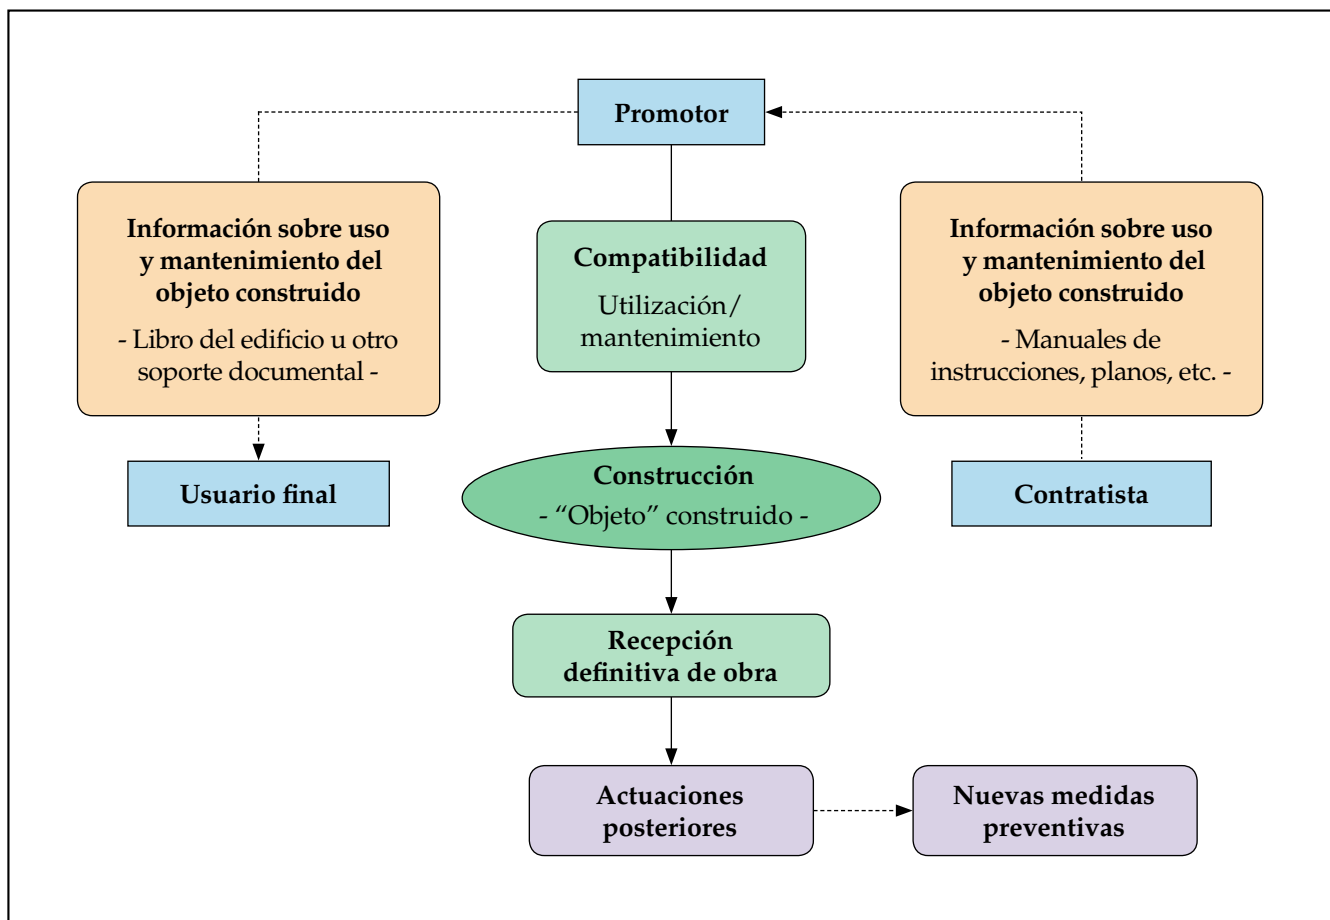 Promotor
Información sobre uso
y mantenimiento del
objeto construido
- Libro del edificio u otro
soporte documental -
Compatibilidad
Utilización/
mantenimiento
Información sobre uso
y mantenimiento del
objeto construido
- Manuales de
instrucciones, planos, etc. -
Usuario final
Construcción
- “Objeto” construido -
Contratista
Recepción
definitiva de obra
Actuaciones
posteriores
Nuevas medidas
preventivas